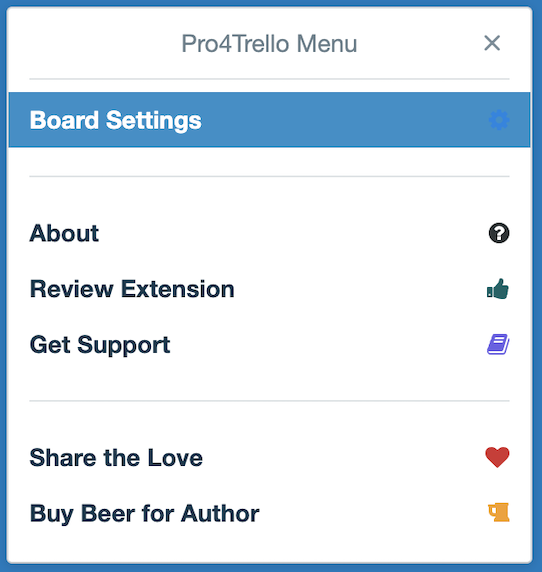 Pro4Trello Menu
Board Settings
About
Review Extension
Get Support
Share the Love
Buy Beer for Author